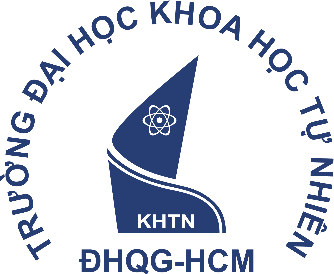 TRƯỜNG ĐẠI HỌC KHOA HỌC TỰ NHIÊN
KHTN
ĐHQG-HCM